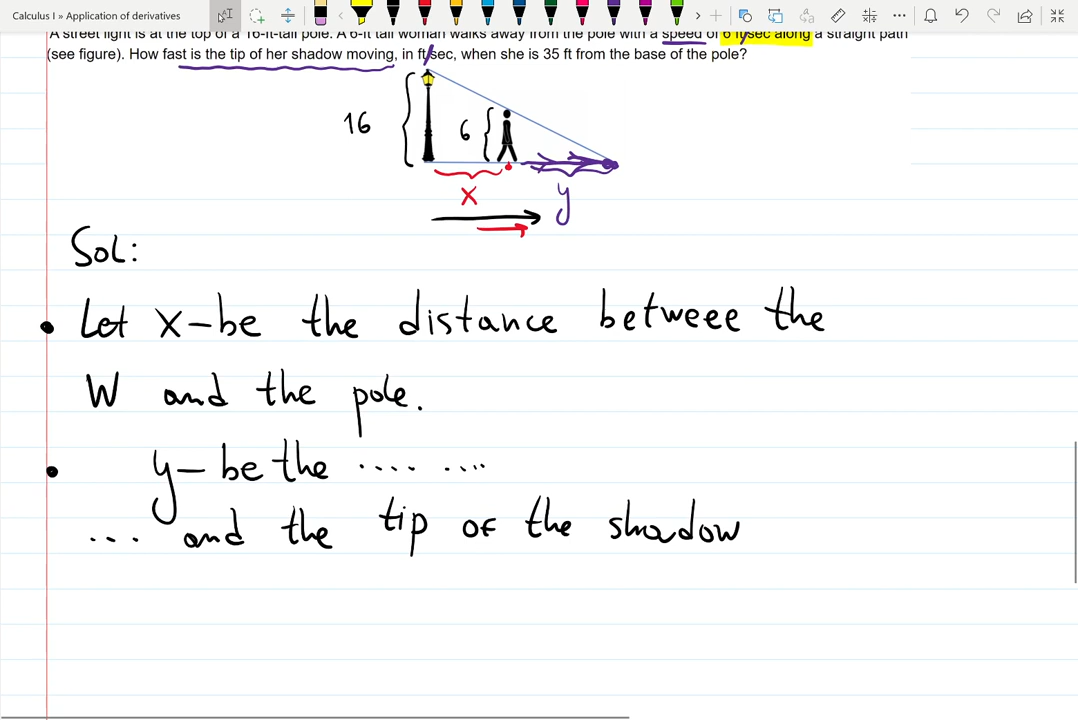 Calculus I » Application of derivatives
A street light is at the top of a 16-ft-tall pole. A 6-ft tall woman walks away from the pole with a speed of 6 ft/sec along a straight path
(see figure). How fast is the tip of her shadow moving, in ft/sec, when she is 35 ft from the base of the pole?
16
6
x
y
Sol:
• Let x-be the distance betweee the
W and the pole.
• y- be the .... ....
... and the tip of the shadow